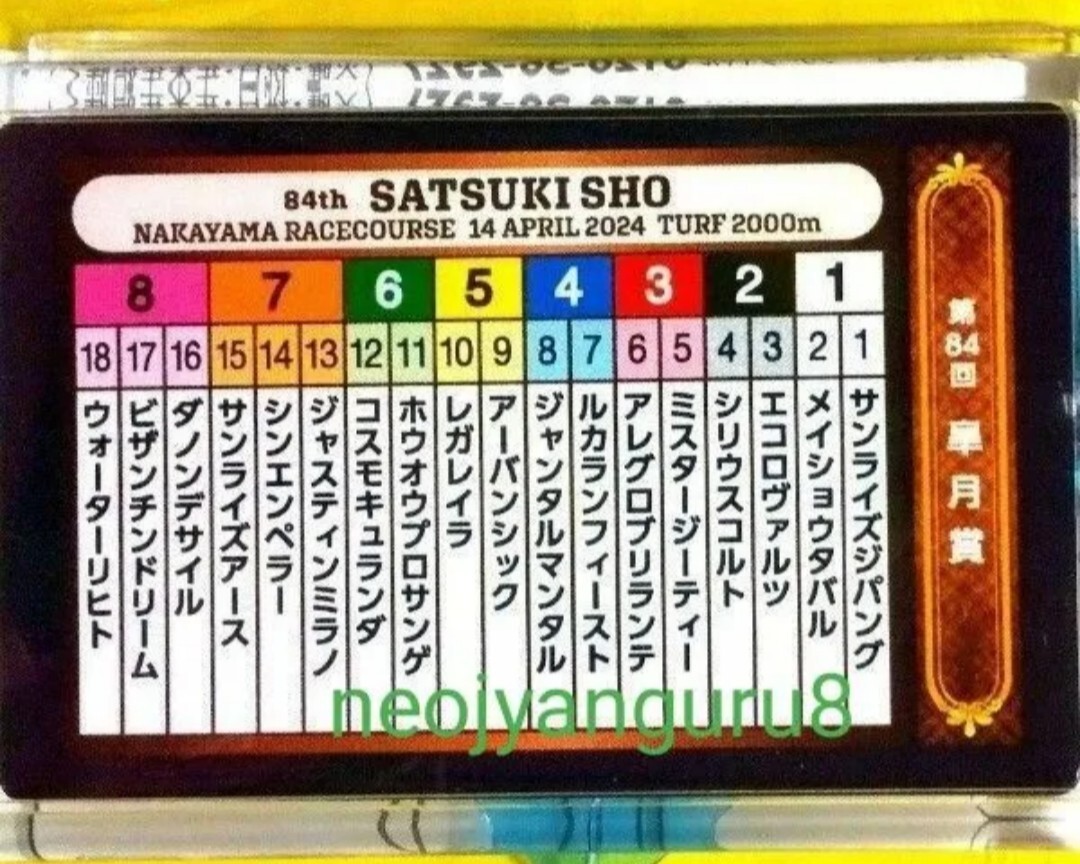 84th SATSUKI SHO
NAKAYAMA RACECOURSE 14 APRIL 2024 TURF 2000m
8 7 6 5 4 3 2 1
18 17 16 15 14 13 12 11 10 9 8 7 6 5 4 3 2 1
サンライズジパング
メイショウタバル
エコロヴァルツ
シリウスコルト
ミスタージーティー
アレグロブリランテ
ルカランフィースト
ジャンタルマンタル
アーバンシック
レガレイラ
ホウオウプロサンゲ
コスモキュランダ
ジャスティンミラノ
シンエンペラー
サンライズアース
ダノンデサイル
ビザンチンドリーム
ウォーターリヒト
第84回 皐月賞
neojyanguru8